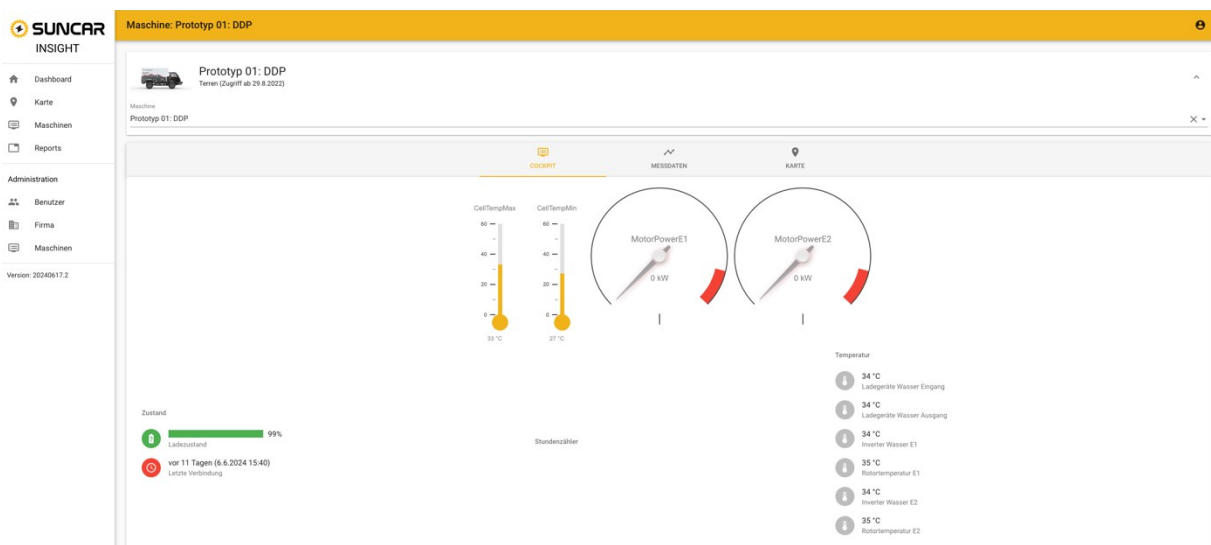 SUNCAR
INSIGHT
Dashboard
Karte
Maschinen
Reports
Administration
Benutzer
Firma
Maschinen
Version: 20240617.2
Maschine: Prototyp 01: DDP
Prototyp 01: DDP
Terren (Zugriff ab 29.8.2022)
Maschine
Prototyp 01: DDP
COCKPIT
MESSDATEN
KARTE
CellTempMax
60
40
20
0
33 °C
CellTempMin
60
40
20
0
27 °C
MotorPowerE1
0 kW
MotorPowerE2
0 kW
Zustand
99%
Ladezustand
vor 11 Tagen (6.6.2024 15:40)
Letzte Verbindung
Stundenzähler
Temperatur
34 °C
Ladegeräte Wasser Eingang
34 °C
Ladegeräte Wasser Ausgang
34 °C
Inverter Wasser E1
35 °C
Rotortemperatur E1
34 °C
Inverter Wasser E2
35 °C
Rotortemperatur E2